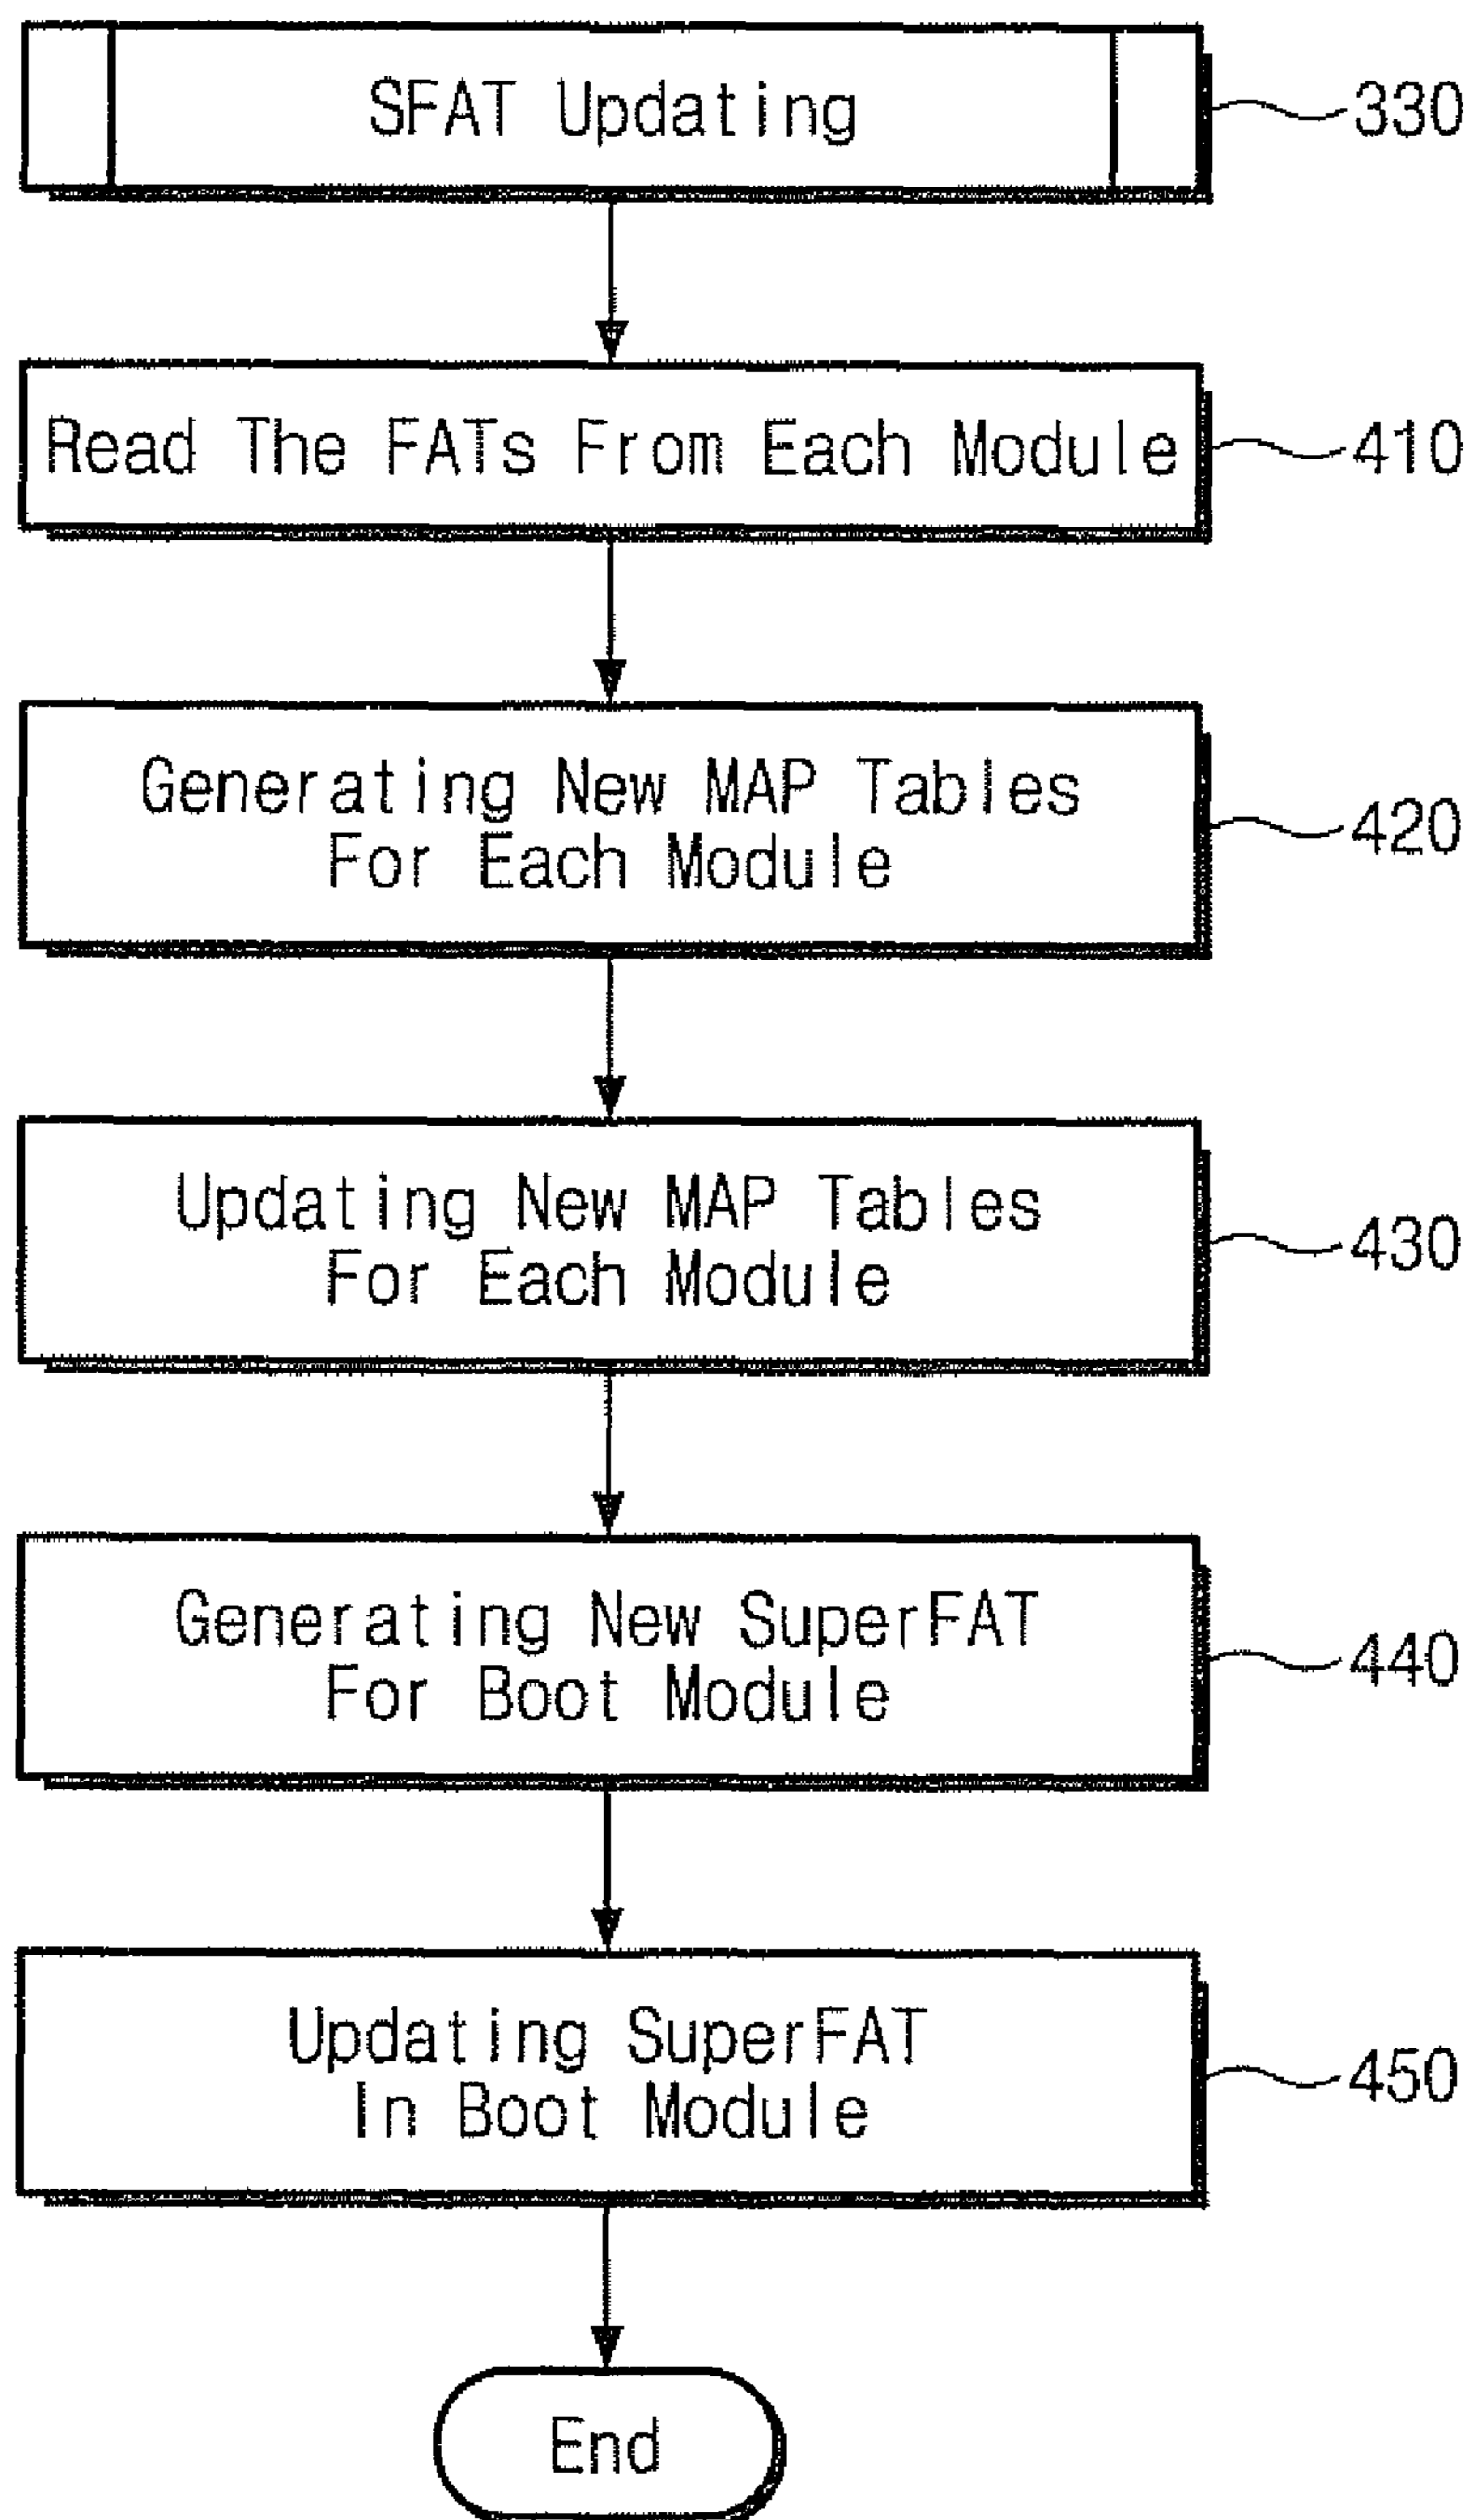 SFAT Updating
330
Read The FATs From Each Module
410
Generating New MAP Tables
For Each Module
420
Updating New MAP Tables
For Each Module
430
Generating New SuperFAT
For Boot Module
440
Updating SuperFAT
In Boot Module
450
End